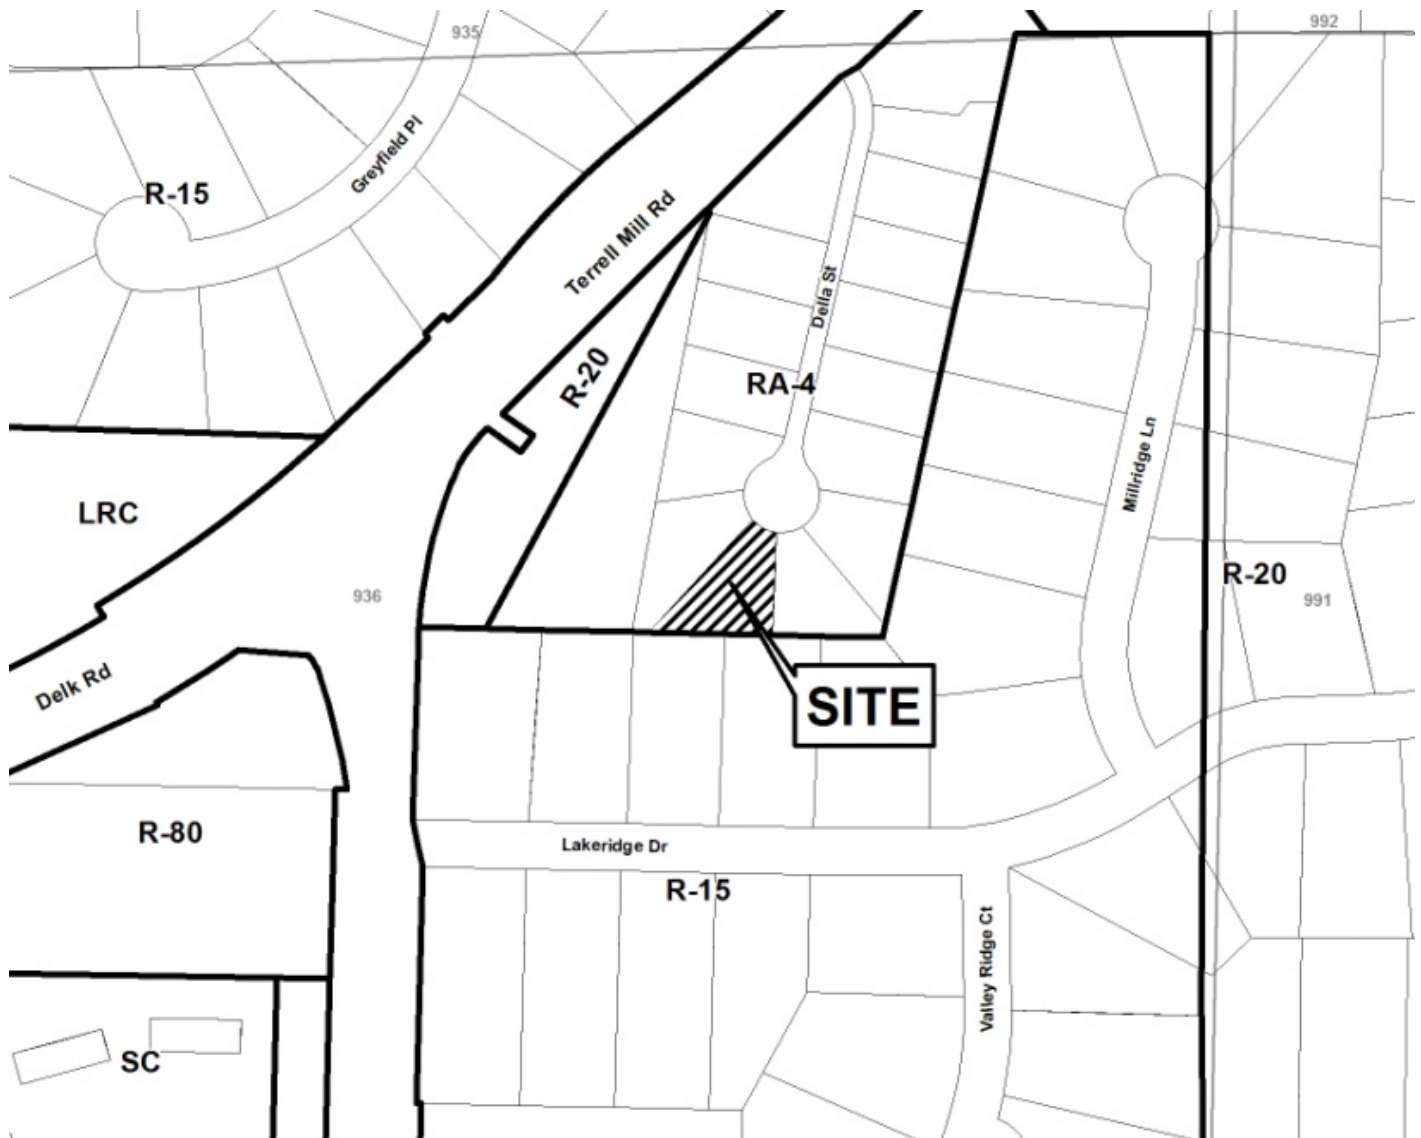 935
992
Greyfield Pl
R-15
Terrell Mill Rd
Della St
R-20
RA-4
Millridge Ln
LRC
936
R-20
991
Delk Rd
SITE
R-80
Lakeridge Dr
R-15
Valley Ridge Ct
SC